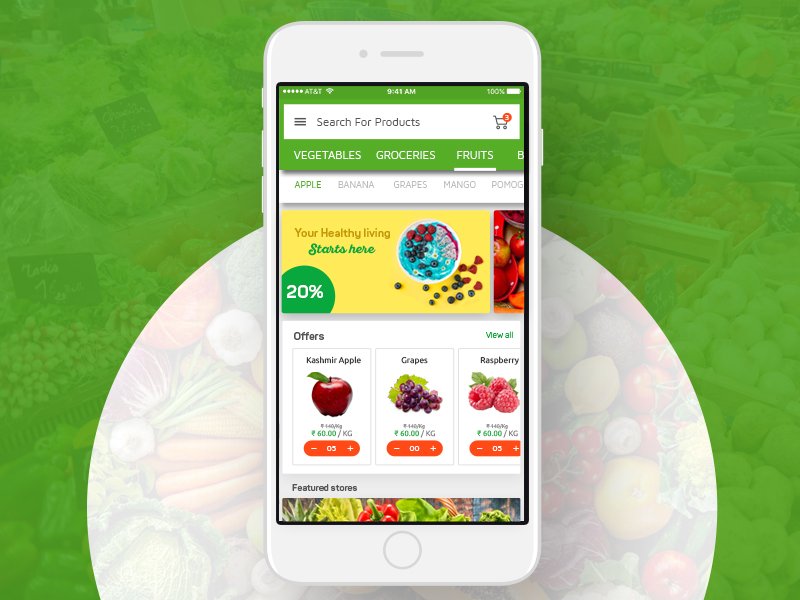 AT&T 9:41 AM 100%
Search For Products 3
VEGETABLES GROCERIES FRUITS B
APPLE BANANA GRAPES MANGO POMOG
Your Healthy living
Starts here
20%
Offers View all
Kashmir Apple Grapes Raspberry
₹ 140/Kg ₹ 140/Kg ₹ 140/Kg
₹ 60.00 / KG ₹ 60.00 / KG ₹ 60.00 / KG
− 05 + − 00 + − 05 +
Featured stores